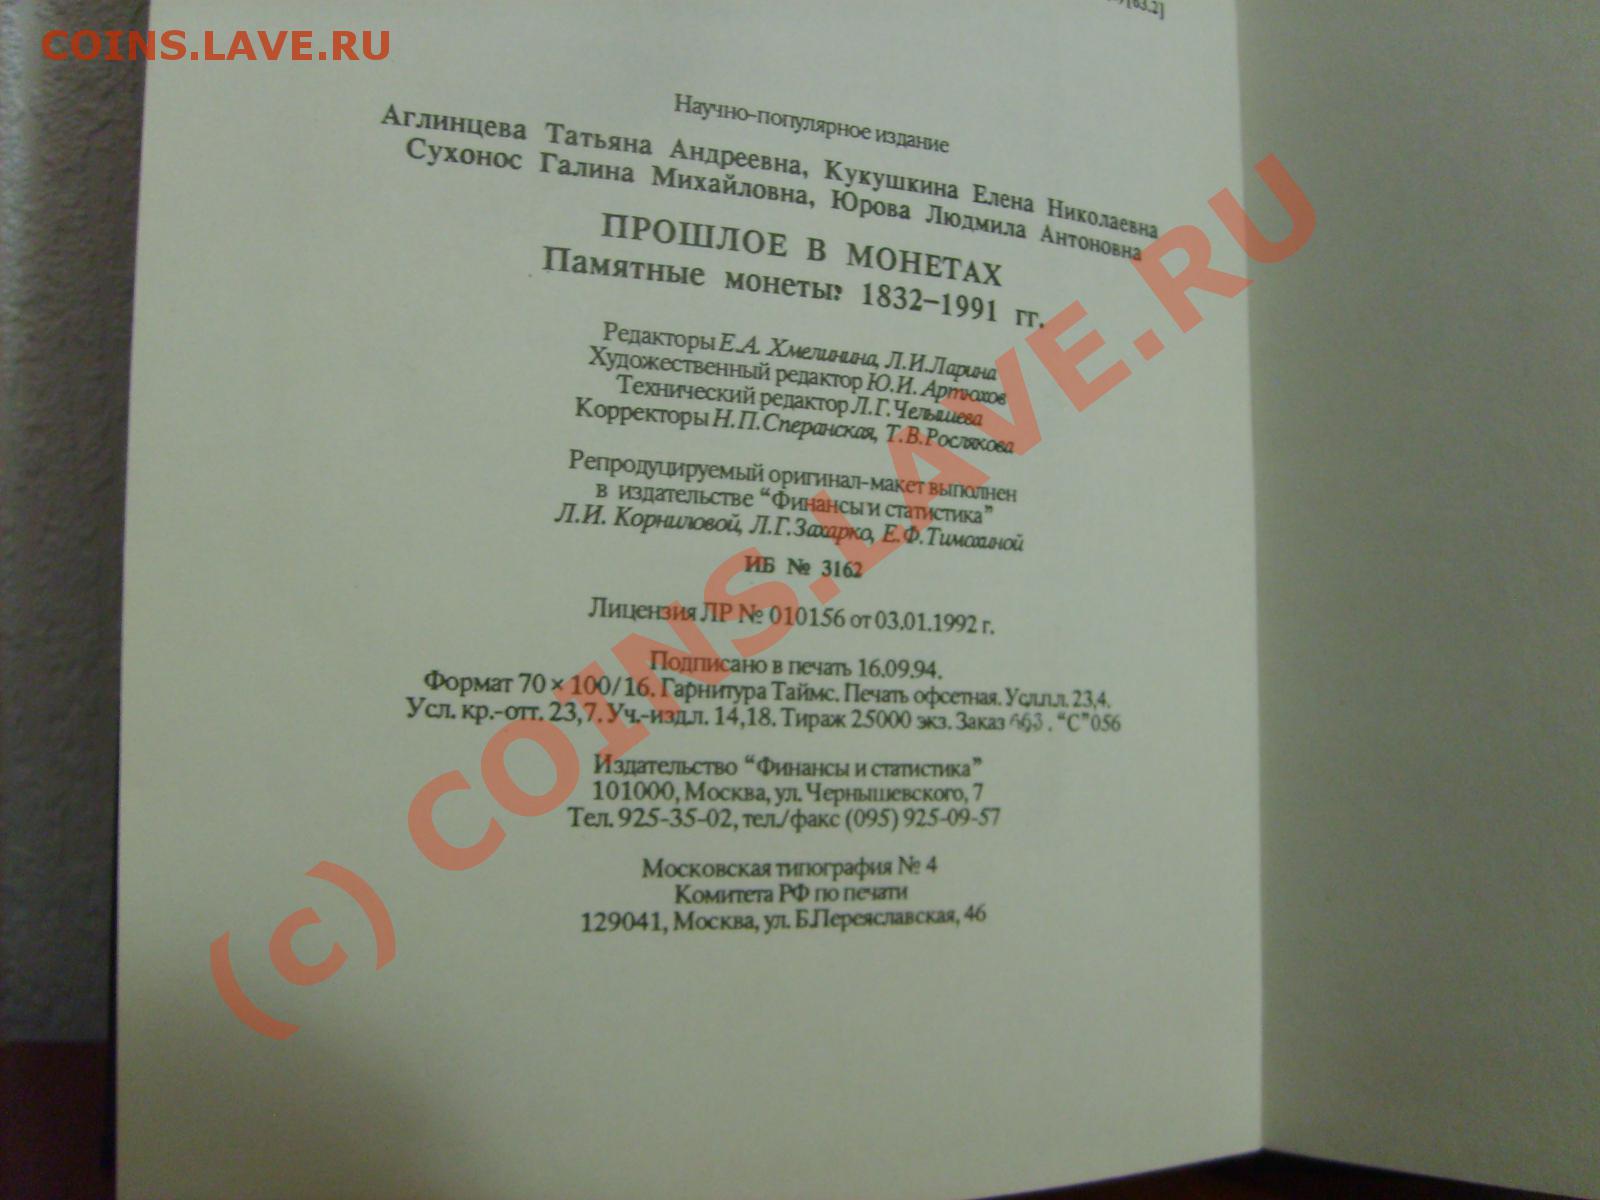 [63.2]
COINS.LAVE.RU
Научно-популярное издание
Аглинцева Татьяна Андреевна, Кукушкина Елена Николаевна
Сухонос Галина Михайловна, Юрова Людмила Антоновна
ПРОШЛОЕ В МОНЕТАХ
Памятные монеты: 1832–1991 гг.
Редакторы Е.А. Хмелинина, Л.И.Ларина
Художественный редактор Ю.И. Артюхов
Технический редактор Л.Г.Челышева
Корректоры Н.П.Сперанская, Т.В.Рослякова
Репродуцируемый оригинал-макет выполнен
в издательстве “Финансы и статистика”
Л.И. Корниловой, Л.Г.Захарко, Е.Ф.Тимохиной
ИБ № 3162
Лицензия ЛР № 010156 от 03.01.1992 г.
Подписано в печать 16.09.94.
Формат 70 × 100/16. Гарнитура Таймс. Печать офсетная. Усл.п.л. 23,4.
Усл. кр.-отт. 23,7. Уч.-изд.л. 14,18. Тираж 25000 экз. Заказ 663. “С”056
Издательство “Финансы и статистика”
101000, Москва, ул. Чернышевского, 7
Тел. 925-35-02, тел./факс (095) 925-09-57
Московская типография № 4
Комитета РФ по печати
129041, Москва, ул. Б.Переяславская, 46
(c) COINS.LAVE.RU